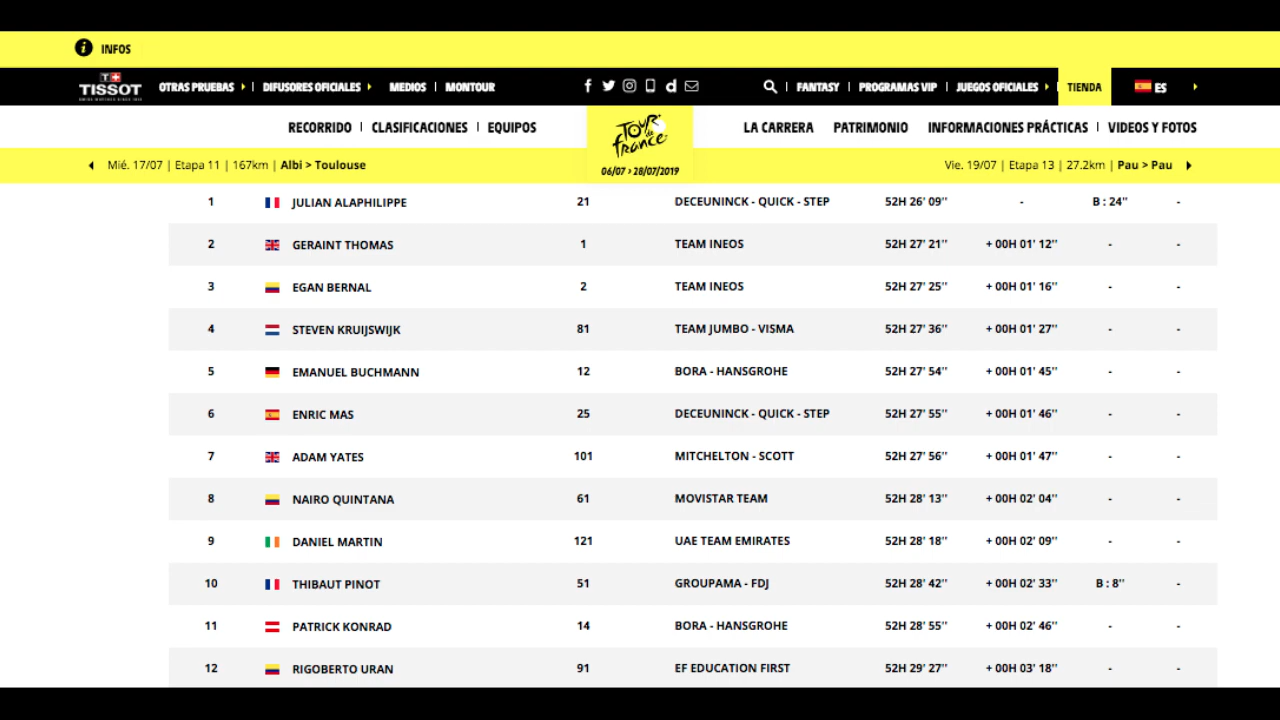 i INFOS
TISSOT OTRAS PRUEBAS | DIFUSORES OFICIALES | MEDIOS | MONTOUR | FANTASY | PROGRAMAS VIP | JUEGOS OFICIALES | TIENDA ES
RECORRIDO | CLASIFICACIONES | EQUIPOS TOUR de france LA CARRERA PATRIMONIO INFORMACIONES PRÁCTICAS | VIDEOS Y FOTOS
Mié. 17/07 | Etapa 11 | 167km | Albi > Toulouse 06/07 > 28/07/2019 Vie. 19/07 | Etapa 13 | 27.2km | Pau > Pau
1 JULIAN ALAPHILIPPE 21 DECEUNINCK - QUICK - STEP 52H 26' 09'' - B : 24'' -
2 GERAINT THOMAS 1 TEAM INEOS 52H 27' 21'' + 00H 01' 12'' - -
3 EGAN BERNAL 2 TEAM INEOS 52H 27' 25'' + 00H 01' 16'' - -
4 STEVEN KRUIJSWIJK 81 TEAM JUMBO - VISMA 52H 27' 36'' + 00H 01' 27'' - -
5 EMANUEL BUCHMANN 12 BORA - HANSGROHE 52H 27' 54'' + 00H 01' 45'' - -
6 ENRIC MAS 25 DECEUNINCK - QUICK - STEP 52H 27' 55'' + 00H 01' 46'' - -
7 ADAM YATES 101 MITCHELTON - SCOTT 52H 27' 56'' + 00H 01' 47'' - -
8 NAIRO QUINTANA 61 MOVISTAR TEAM 52H 28' 13'' + 00H 02' 04'' - -
9 DANIEL MARTIN 121 UAE TEAM EMIRATES 52H 28' 18'' + 00H 02' 09'' - -
10 THIBAUT PINOT 51 GROUPAMA - FDJ 52H 28' 42'' + 00H 02' 33'' B : 8'' -
11 PATRICK KONRAD 14 BORA - HANSGROHE 52H 28' 55'' + 00H 02' 46'' - -
12 RIGOBERTO URAN 91 EF EDUCATION FIRST 52H 29' 27'' + 00H 03' 18'' - -